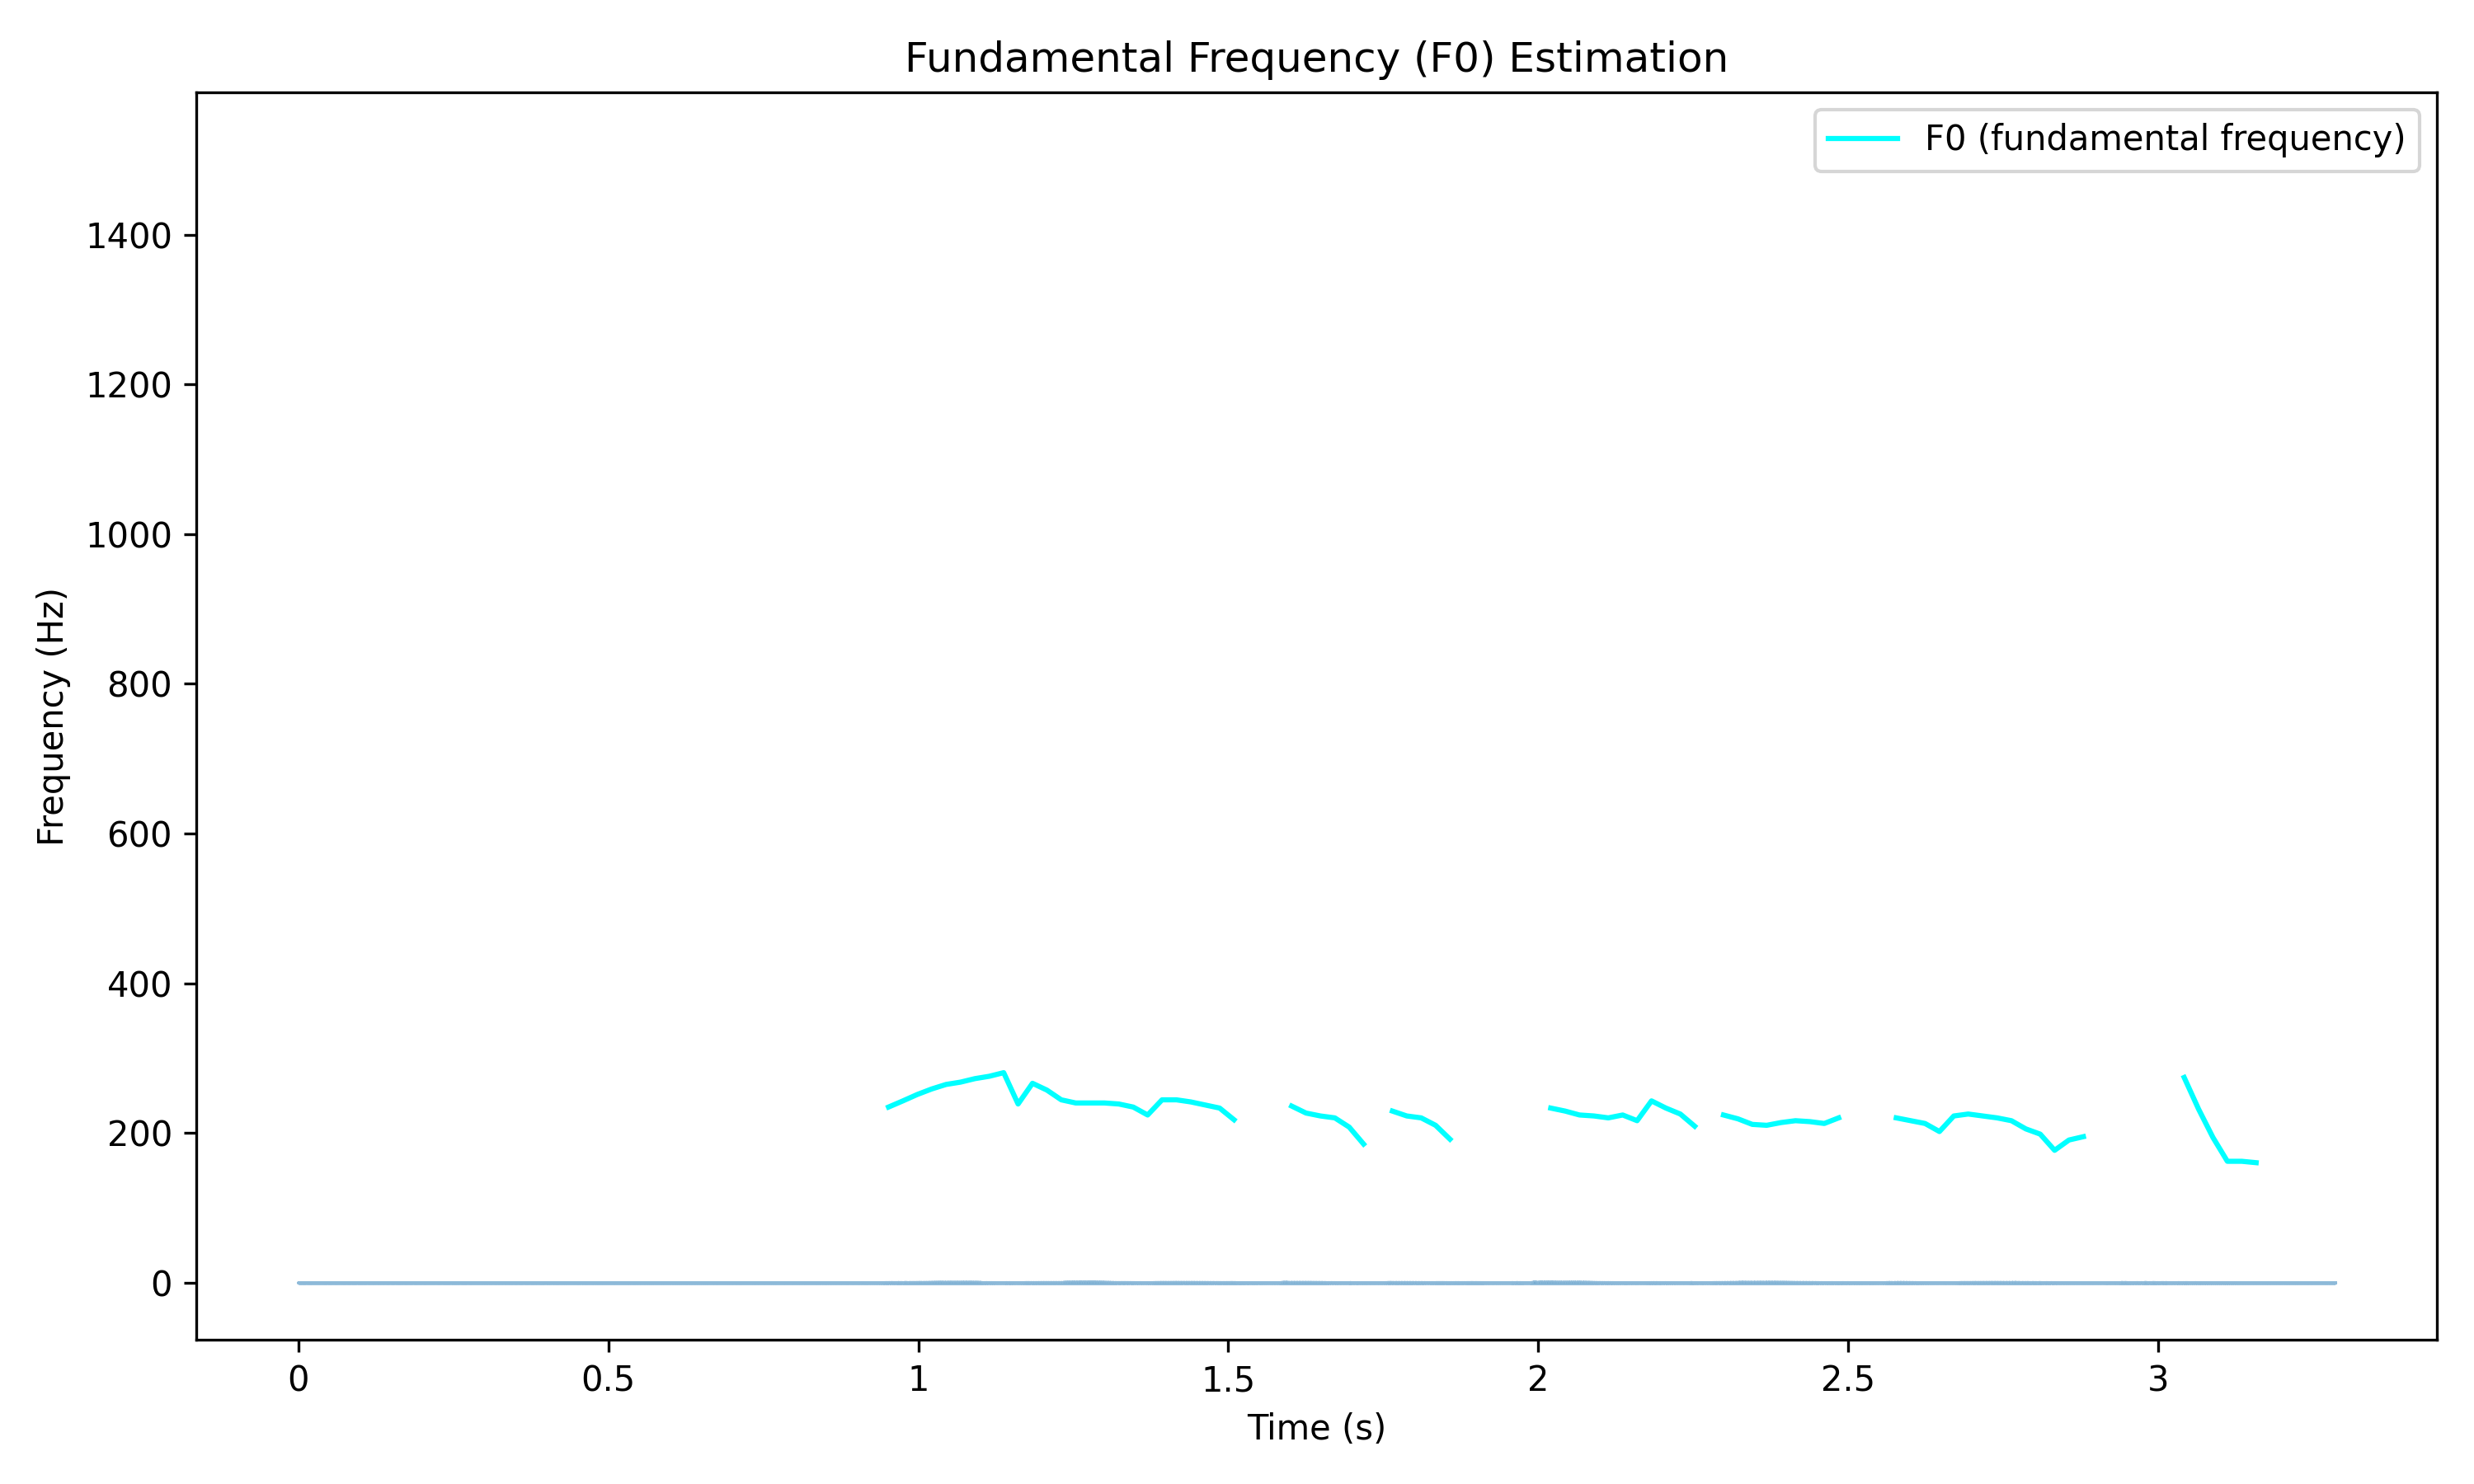 Fundamental Frequency (F0) Estimation
F0 (fundamental frequency)
1400
1200
1000
800
600
400
200
0
Frequency (Hz)
0 0.5 1 1.5 2 2.5 3
Time (s)